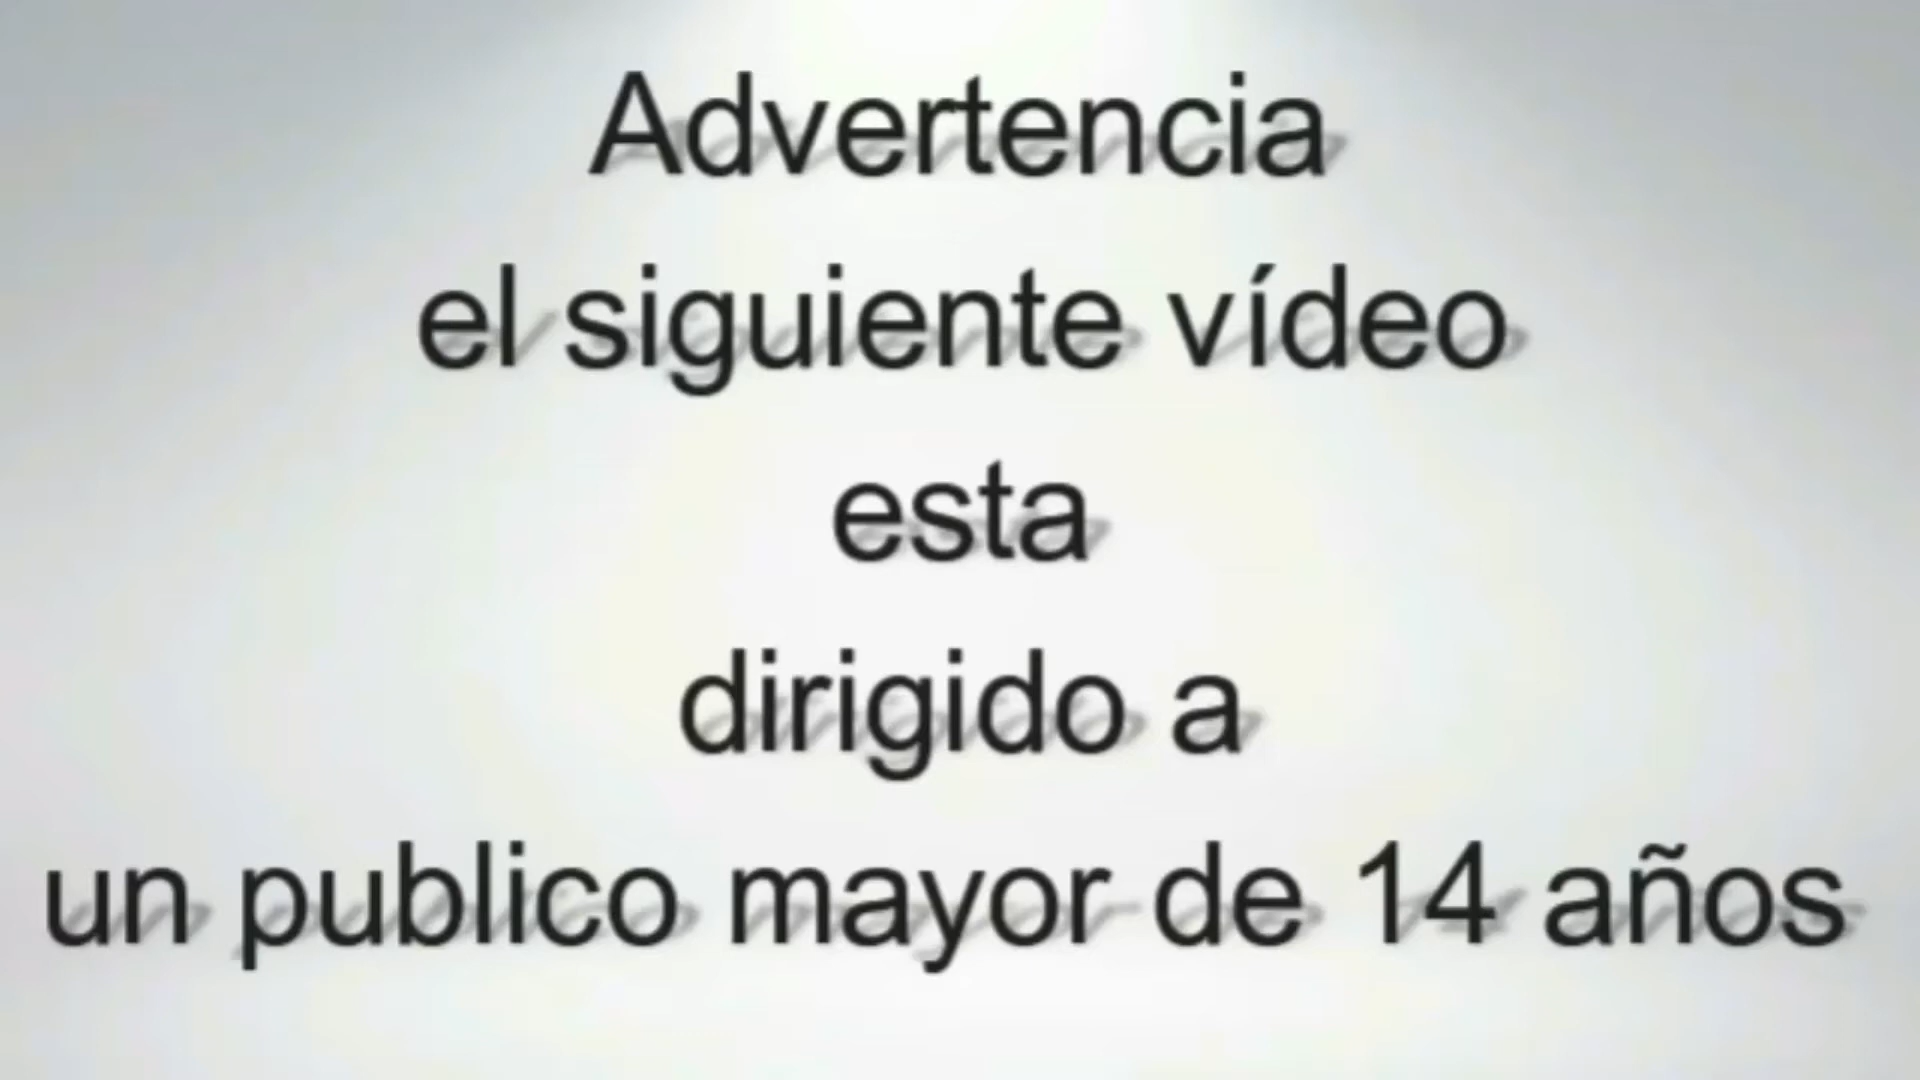 Advertencia
el siguiente vídeo
esta
dirigido a
un publico mayor de 14 años